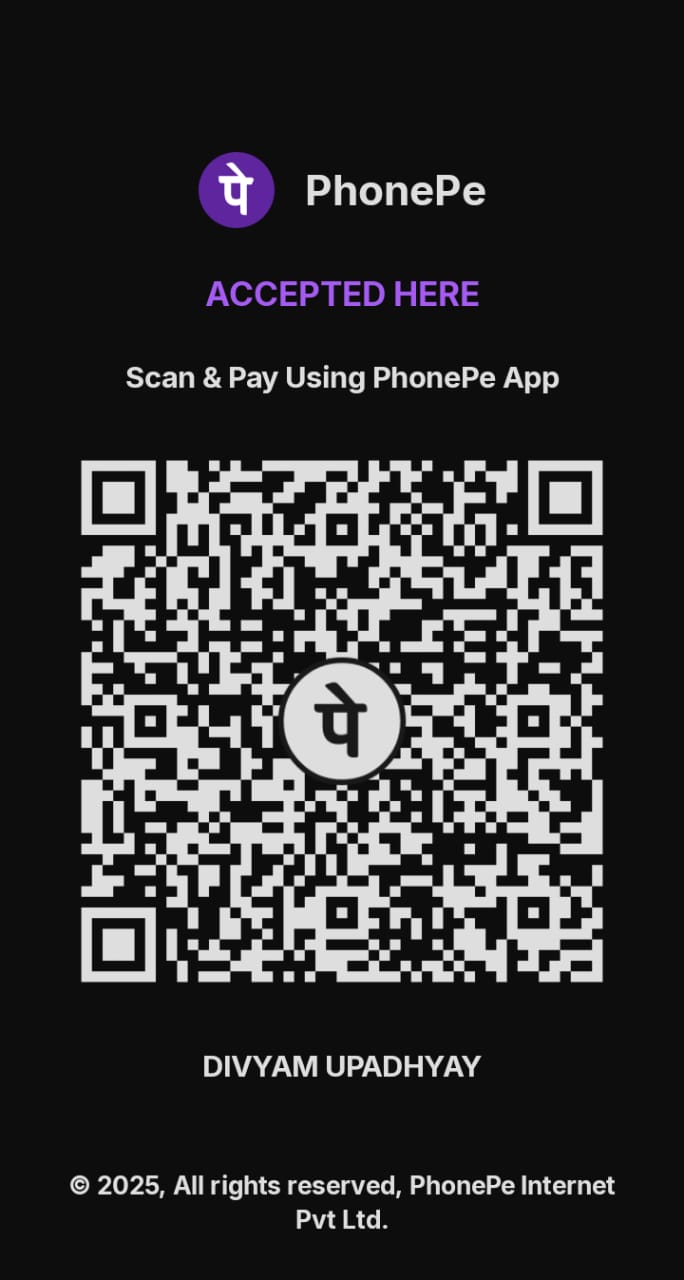 पे PhonePe
ACCEPTED HERE
Scan & Pay Using PhonePe App
पे
DIVYAM UPADHYAY
© 2025, All rights reserved, PhonePe Internet
Pvt Ltd.